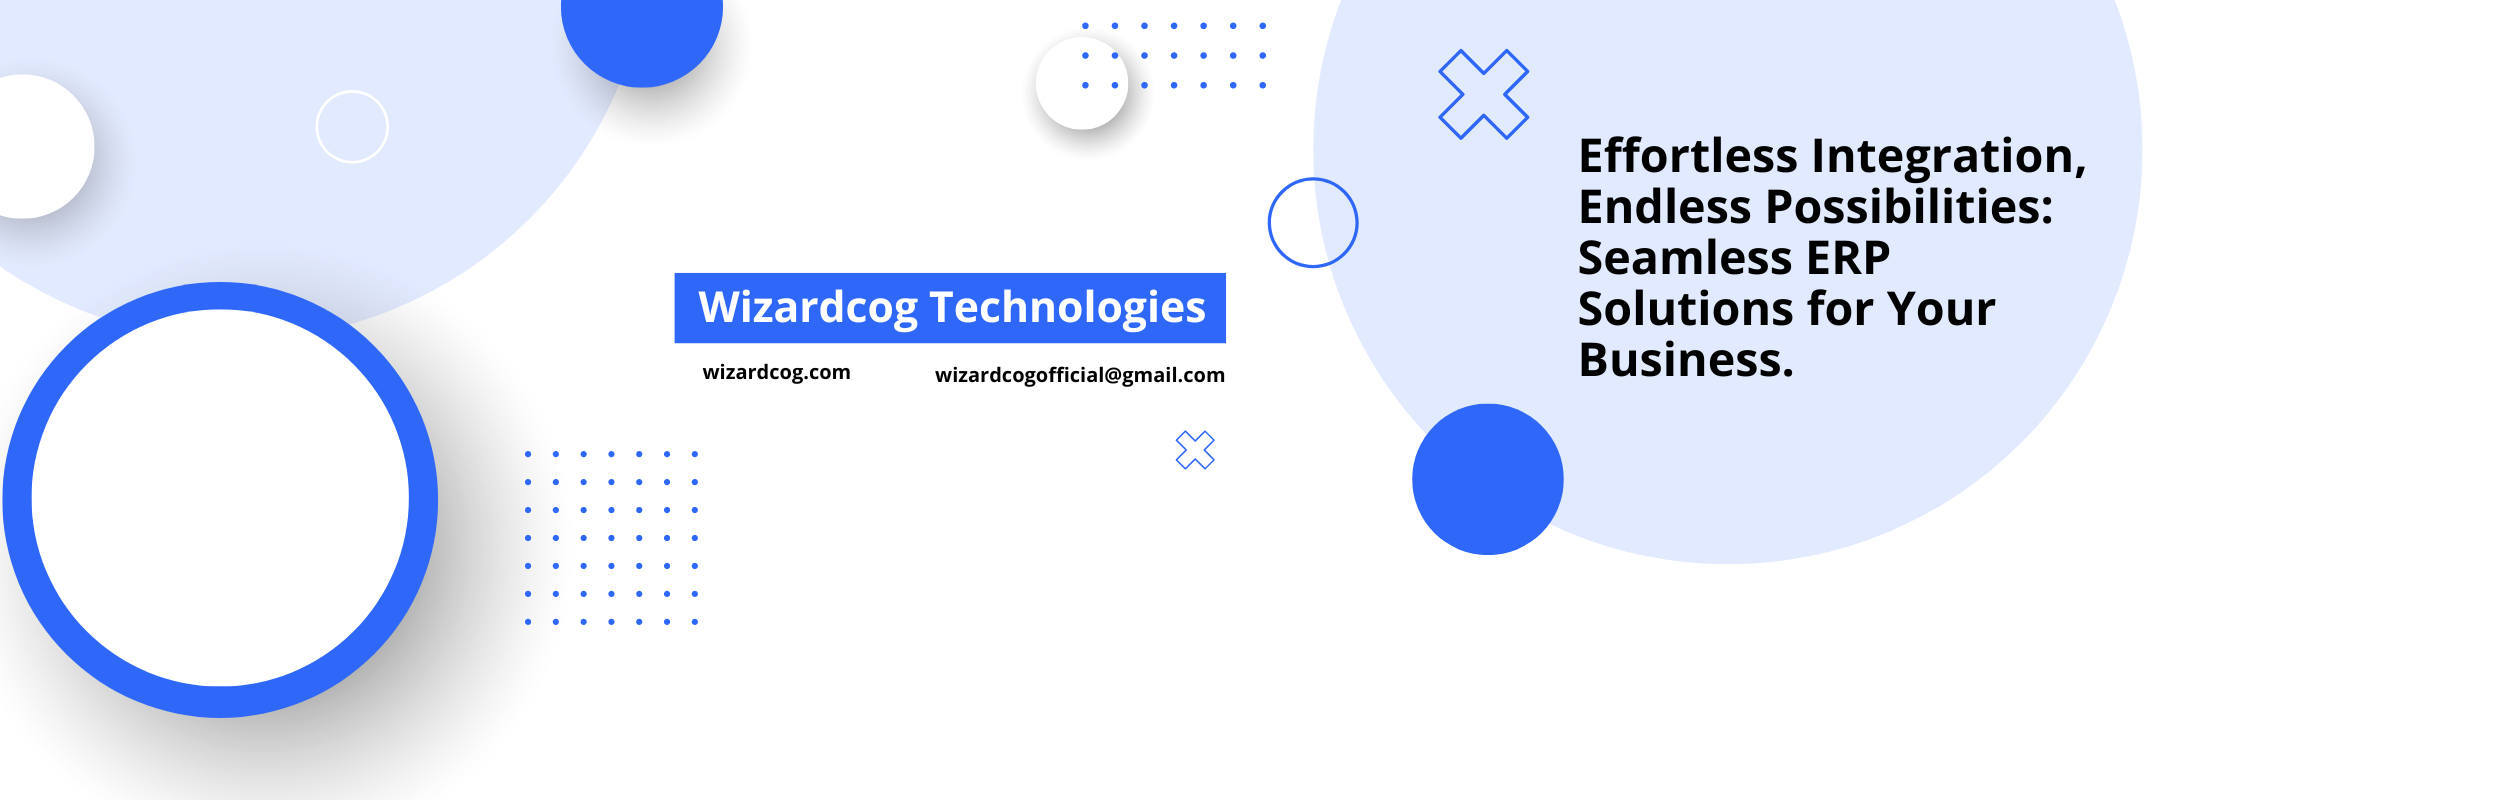 Wizardcog Technologies
wizardcog.com
wizardcogofficial@gmail.com
Effortless Integration,
Endless Possibilities:
Seamless ERP
Solutions for Your
Business.